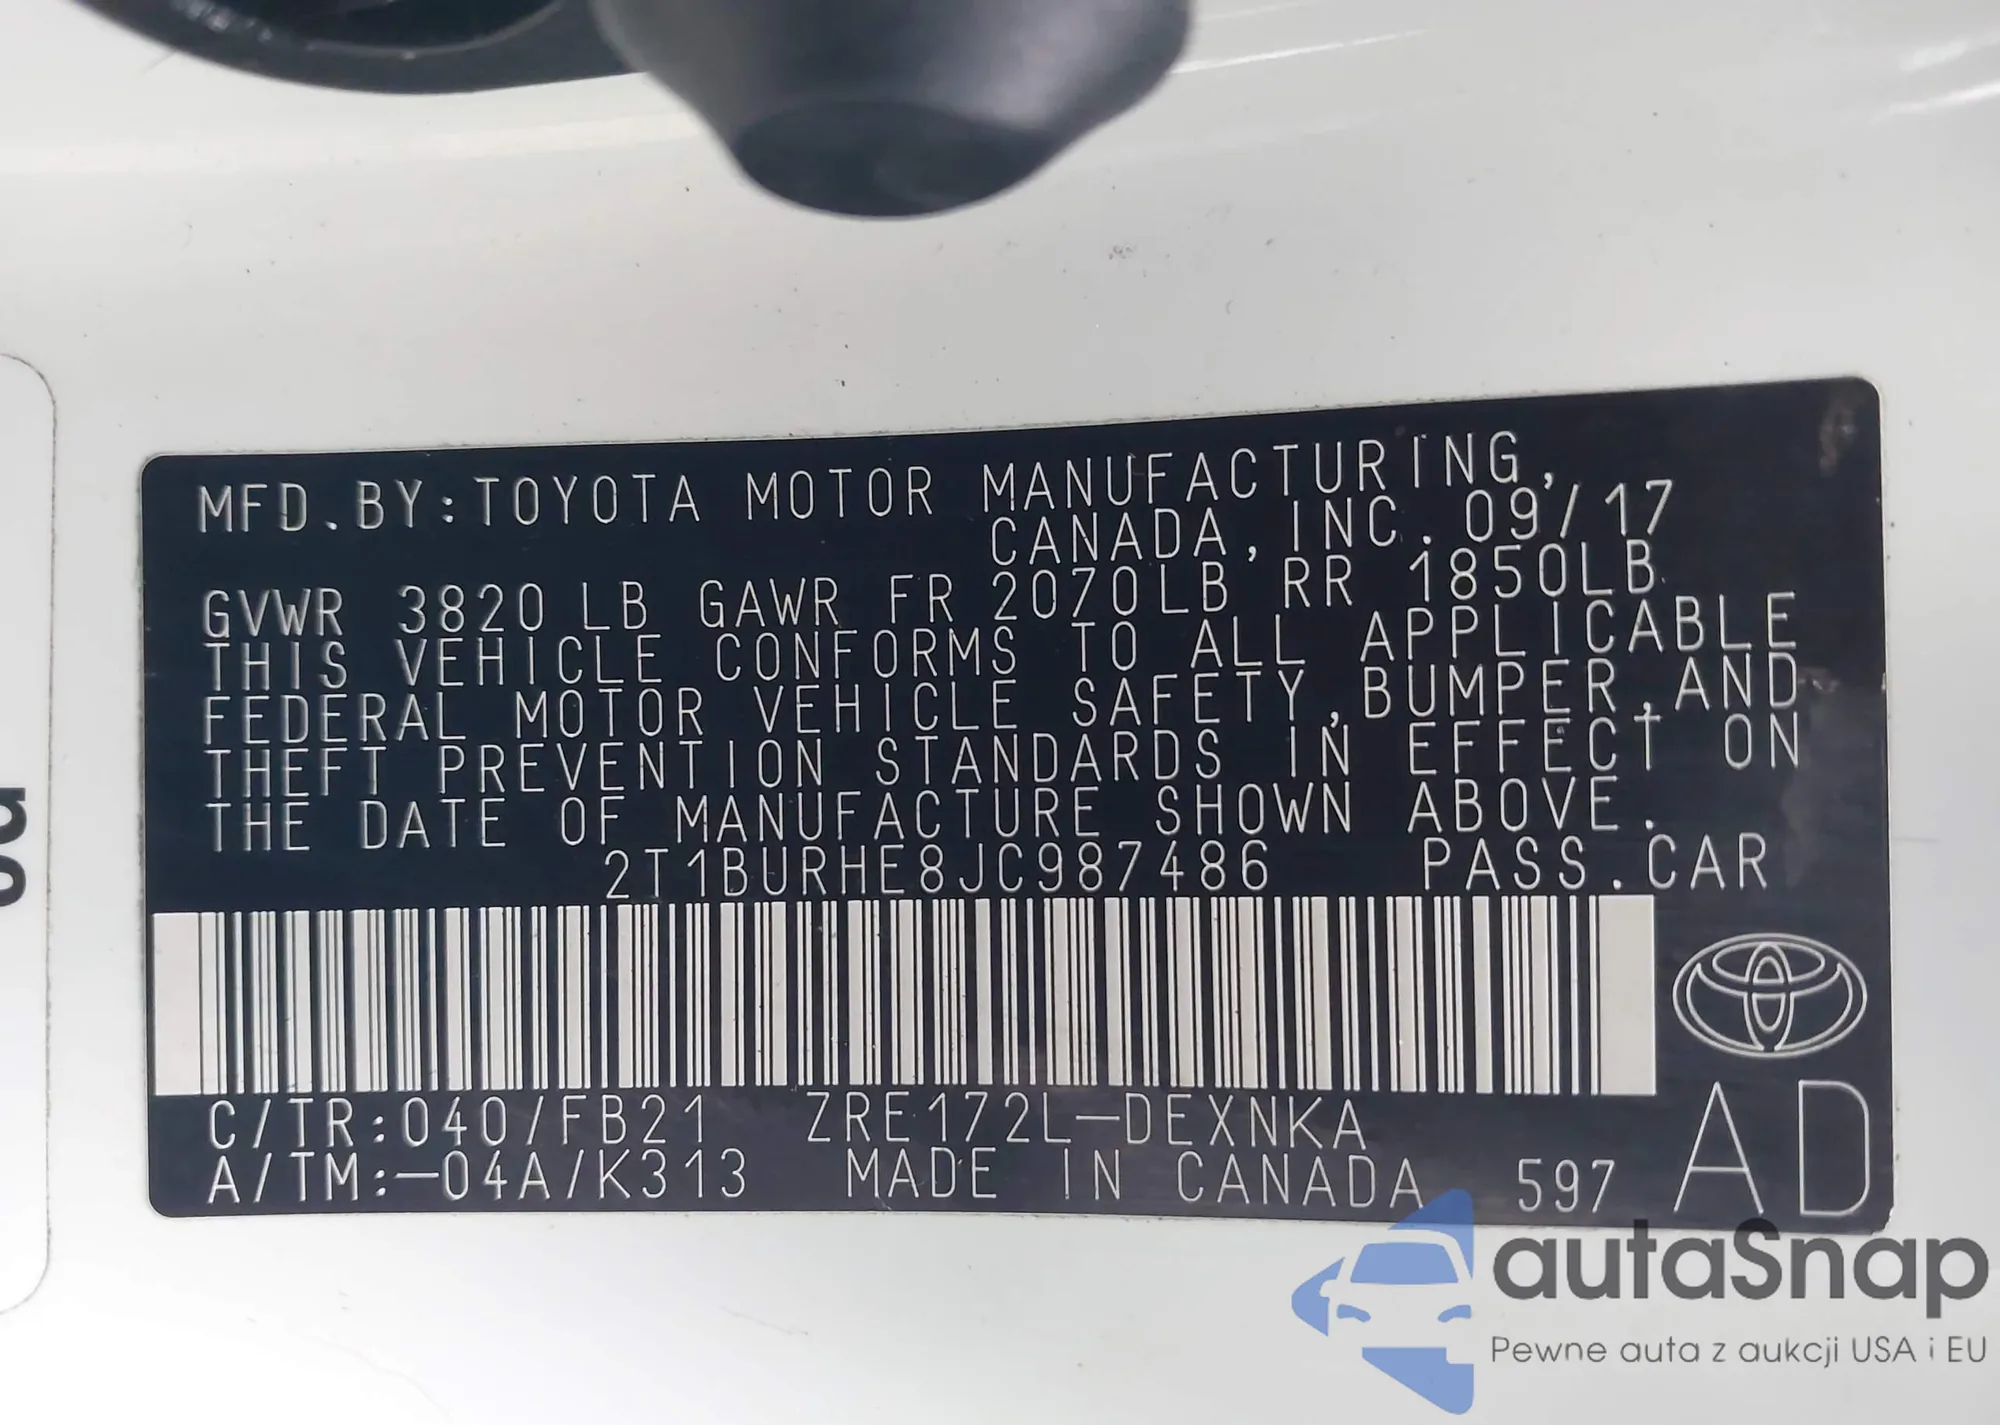 MFD.BY:TOYOTA MOTOR MANUFACTURING,
CANADA,INC. 09/17
GVWR 3820 LB GAWR FR 2070LB RR 1850LB
THIS VEHICLE CONFORMS TO ALL APPLICABLE
FEDERAL MOTOR VEHICLE SAFETY,BUMPER,AND
THEFT PREVENTION STANDARDS IN EFFECT ON
THE DATE OF MANUFACTURE SHOWN ABOVE.
2T1BURHE8JC987486 PASS.CAR
C/TR:040/FB21 ZRE172L-DEXNKA
A/TM:-04A/K313 MADE IN CANADA 597
AD
autaSnap
Pewne auta z aukcji USA i EU